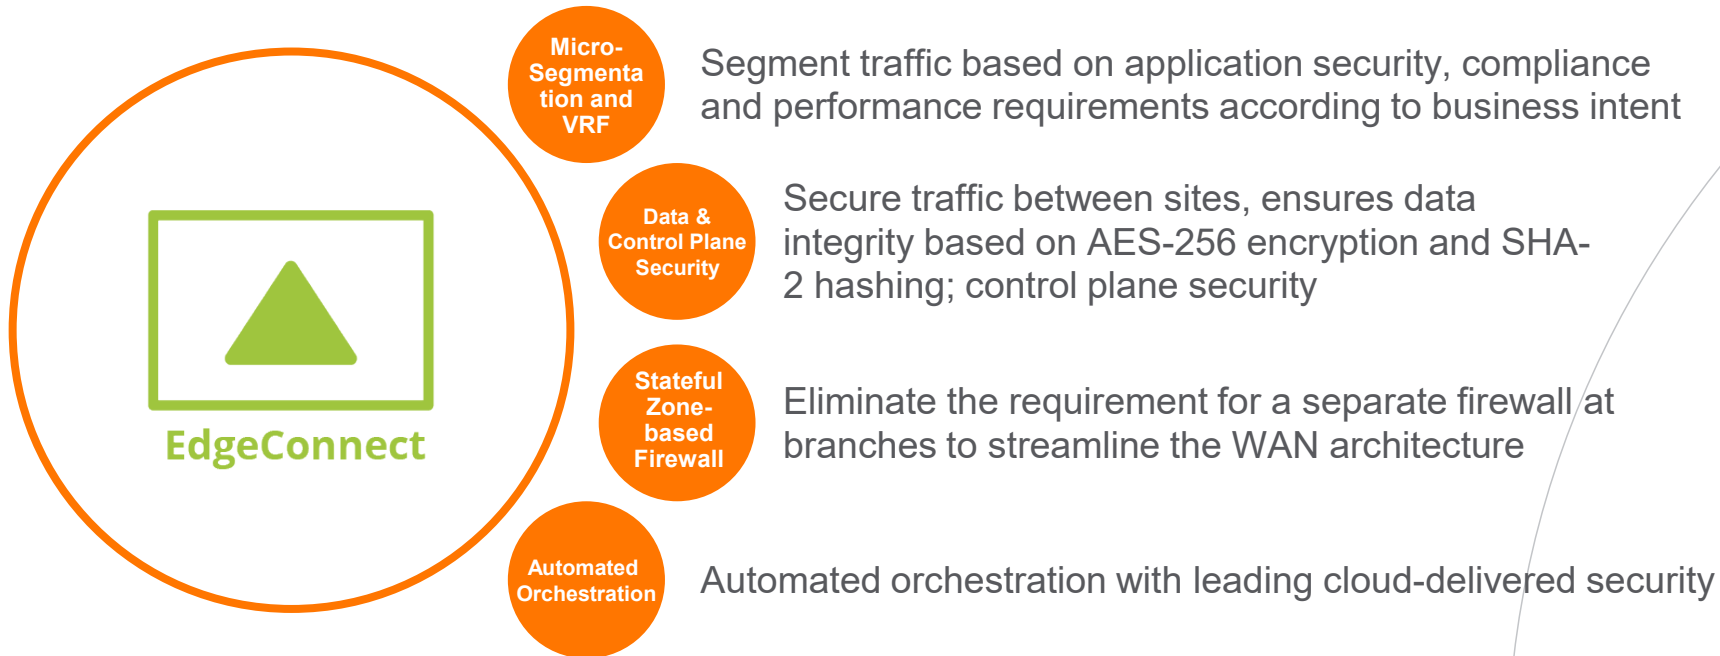 Micro-
Segmenta
tion and
VRF
Segment traffic based on application security, compliance
and performance requirements according to business intent
Data &
Control Plane
Security
Secure traffic between sites, ensures data
integrity based on AES-256 encryption and SHA-
2 hashing; control plane security
EdgeConnect
Stateful
Zone-
based
Firewall
Eliminate the requirement for a separate firewall at
branches to streamline the WAN architecture
Automated
Orchestration
Automated orchestration with leading cloud-delivered security